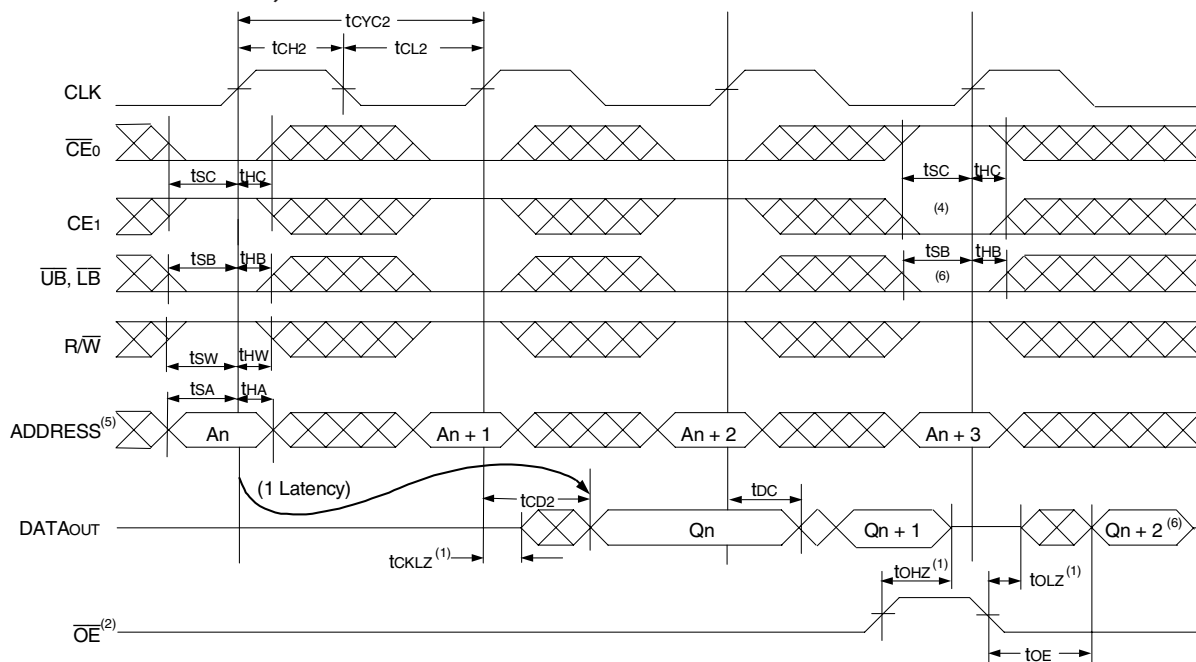 tCYC2
tCH2 tCL2
CLK
CE0
tSC tHC tSC tHC
CE1 (4)
tSB tHB tSB tHB
UB, LB (6)
R/W
tSW tHW
tSA tHA
ADDRESS(5) An An + 1 An + 2 An + 3
(1 Latency) tCD2 tDC
DATAOUT Qn Qn + 1 Qn + 2(6)
tCKLZ(1) tOHZ(1) tOLZ(1)
OE(2)
tOE